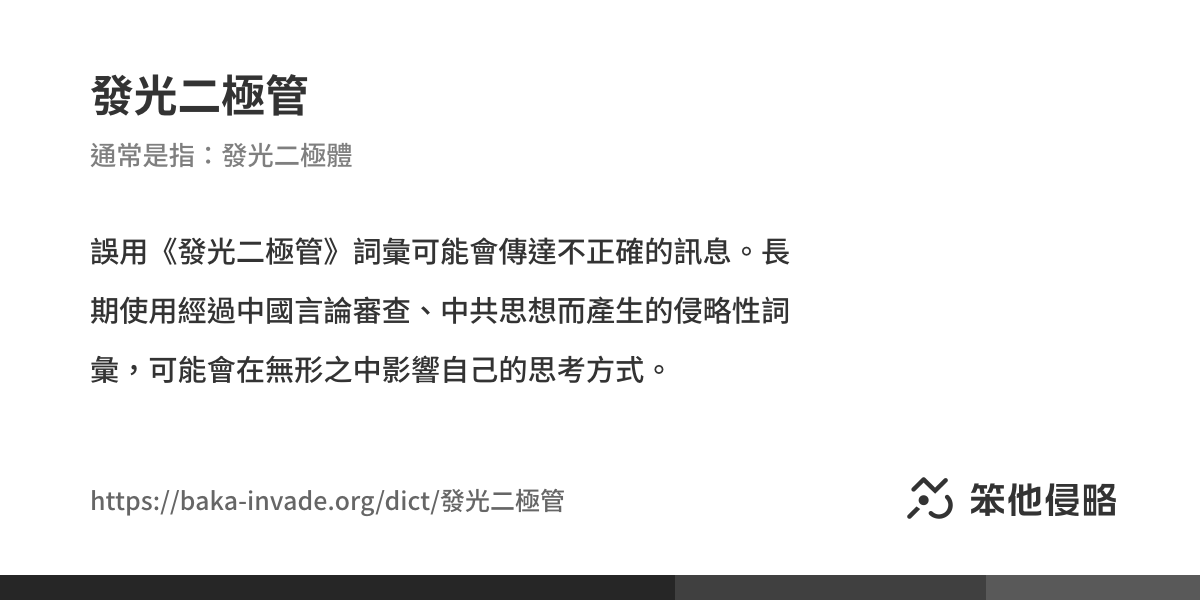 發光二極管
通常是指：發光二極體
誤用《發光二極管》詞彙可能會傳達不正確的訊息。長
期使用經過中國言論審查、中共思想而產生的侵略性詞
彙，可能會在無形之中影響自己的思考方式。
https://baka-invade.org/dict/發光二極管
笨他侵略